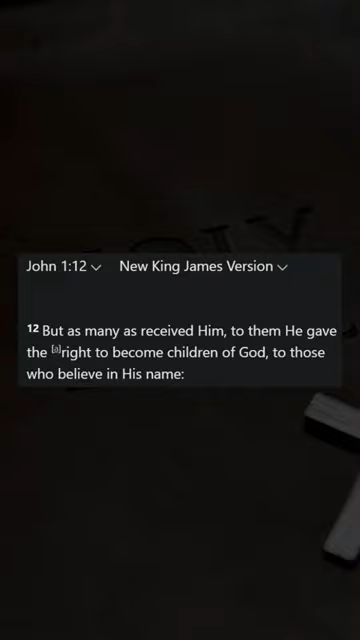 HOLY
John 1:12 New King James Version
12 But as many as received Him, to them He gave
the [a]right to become children of God, to those
who believe in His name: